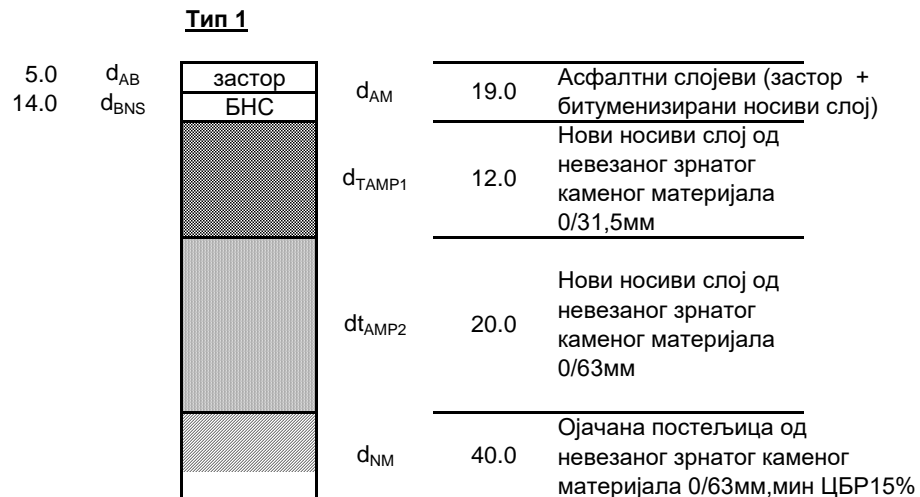 Тип 1
5.0 dAB застор
14.0 dBNS БНС
dAM 19.0 Асфалтни слојеви (застор +
битуменизирани носиви слој)
Нови носиви слој од
невезаног зрнатог
dTAMP1 12.0 каменог материјала
0/31,5мм
Нови носиви слој од
невезаног зрнатог
dtAMP2 20.0 каменог материјала
0/63мм
Ојачана постељица од
dNM 40.0 невезаног зрнатог каменог
материјала 0/63мм,мин ЦБР15%